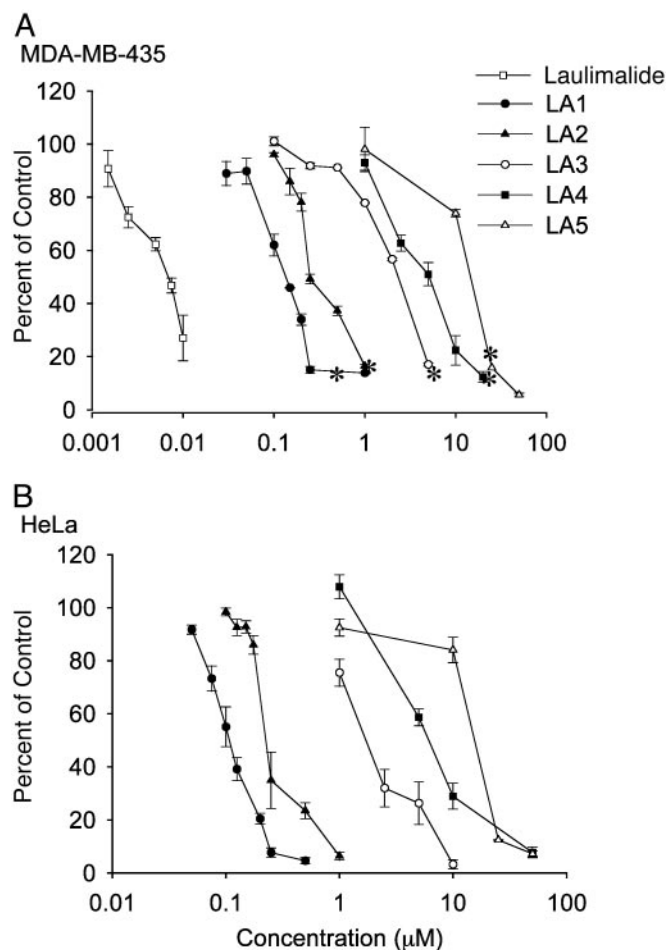 A
MDA-MB-435
Laulimalide
LA1
LA2
LA3
LA4
LA5
Percent of Control
120
100
80
60
40
20
0
* * * * *
0.001 0.01 0.1 1 10 100
B
HeLa
Percent of Control
120
100
80
60
40
20
0
0.01 0.1 1 10 100
Concentration (μM)